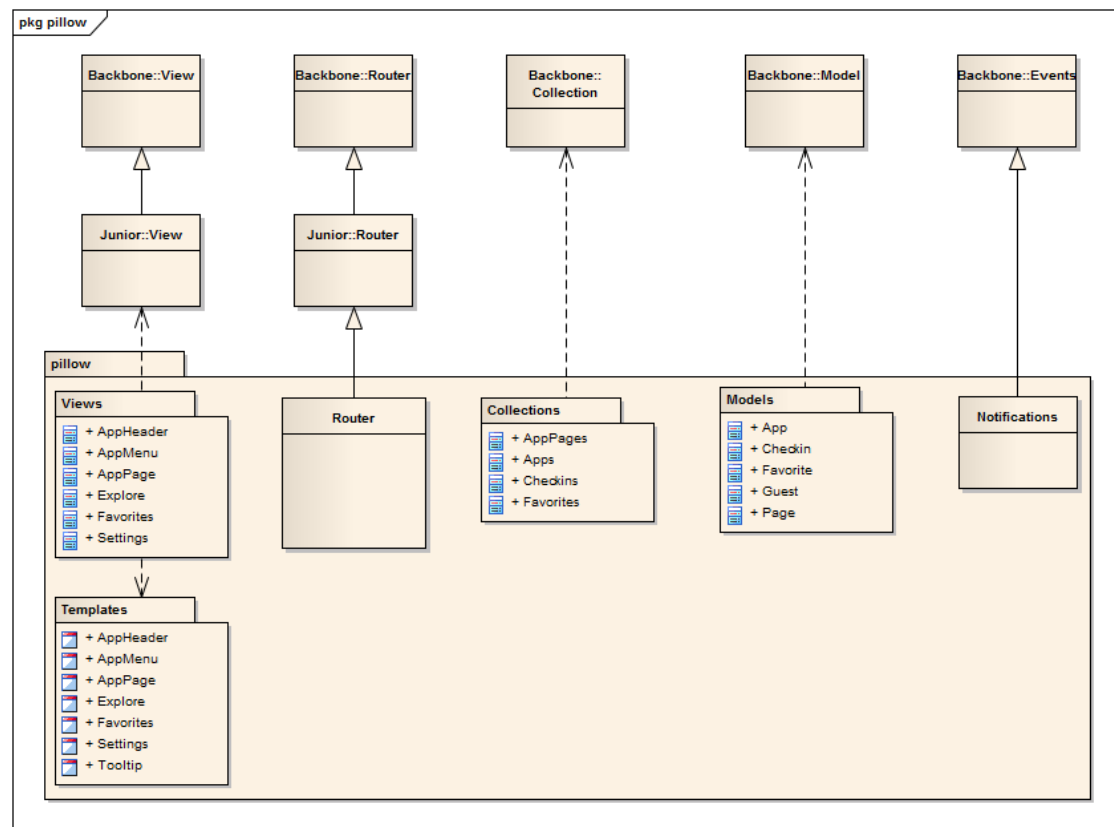 pkg pillow
Backbone::View
Backbone::Router
Backbone::
Collection
Backbone::Model
Backbone::Events
Junior::View
Junior::Router
pillow
Views
+ AppHeader
+ AppMenu
+ AppPage
+ Explore
+ Favorites
+ Settings
Router
Collections
+ AppPages
+ Apps
+ Checkins
+ Favorites
Models
+ App
+ Checkin
+ Favorite
+ Guest
+ Page
Notifications
Templates
+ AppHeader
+ AppMenu
+ AppPage
+ Explore
+ Favorites
+ Settings
+ Tooltip